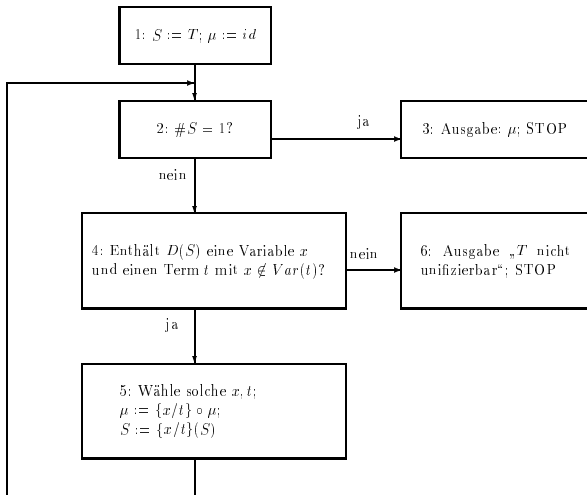 1: S := T; μ := id
2: #S = 1?
ja
3: Ausgabe: μ; STOP
nein
4: Enthält D(S) eine Variable x
und einen Term t mit x ∉ Var(t)?
nein
6: Ausgabe „T nicht
unifizierbar“; STOP
ja
5: Wähle solche x, t;
μ := {x/t} ∘ μ;
S := {x/t}(S)